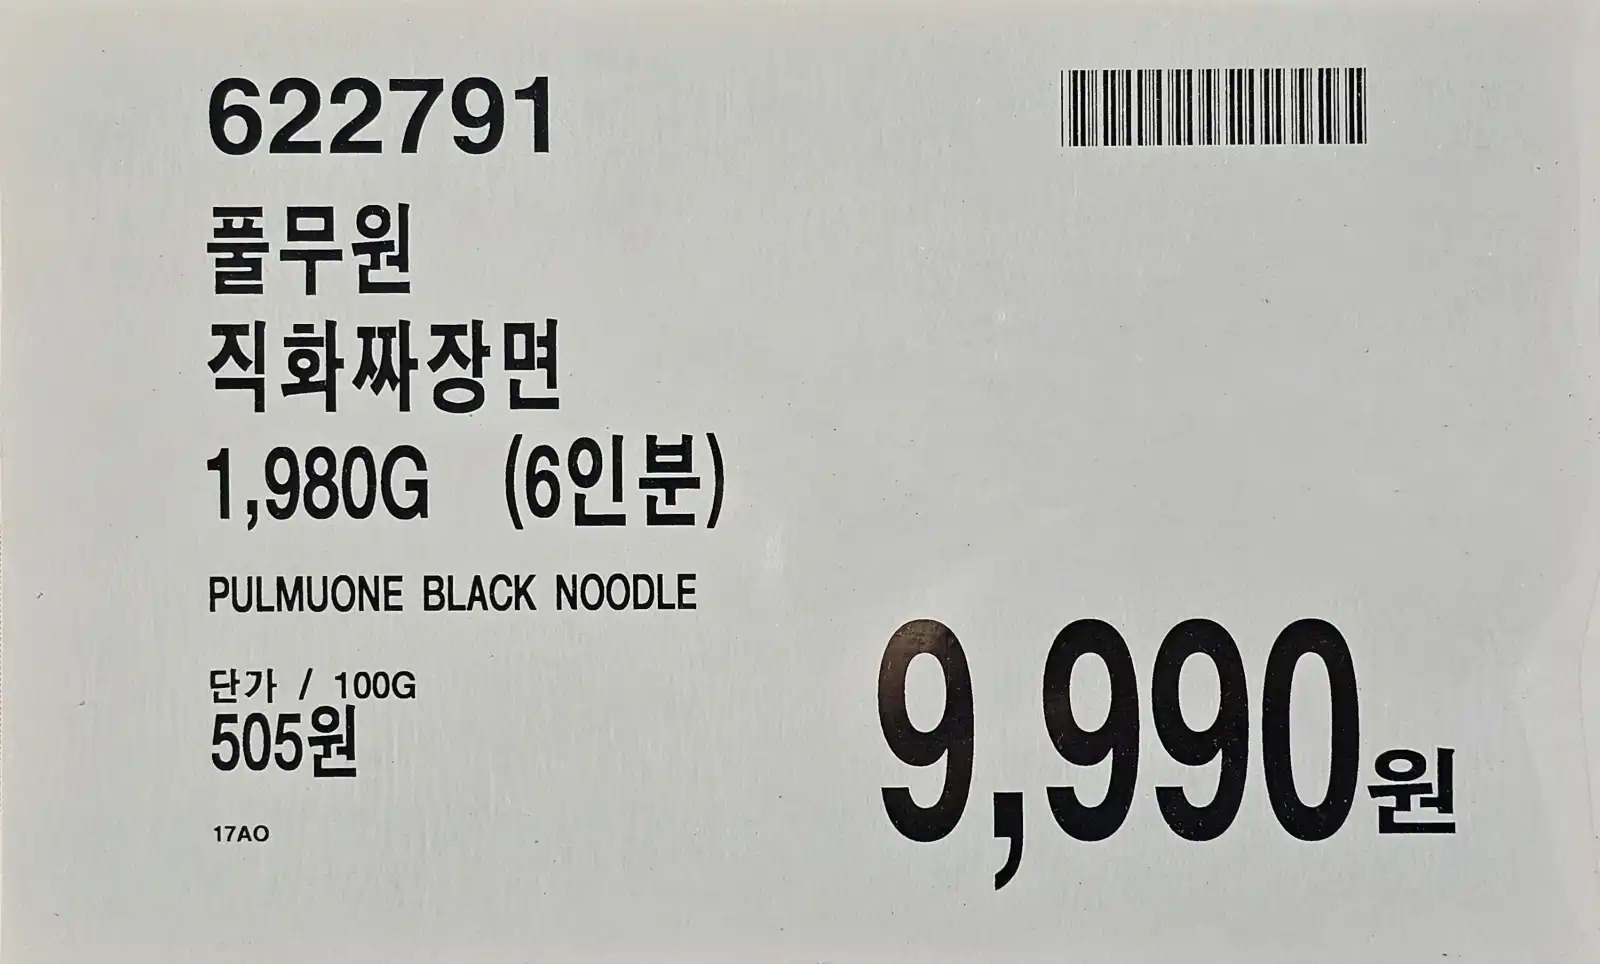 622791
풀무원
직화짜장면
1,980G (6인분)
PULMUONE BLACK NOODLE
단가 / 100G
505원
17AO
9,990원